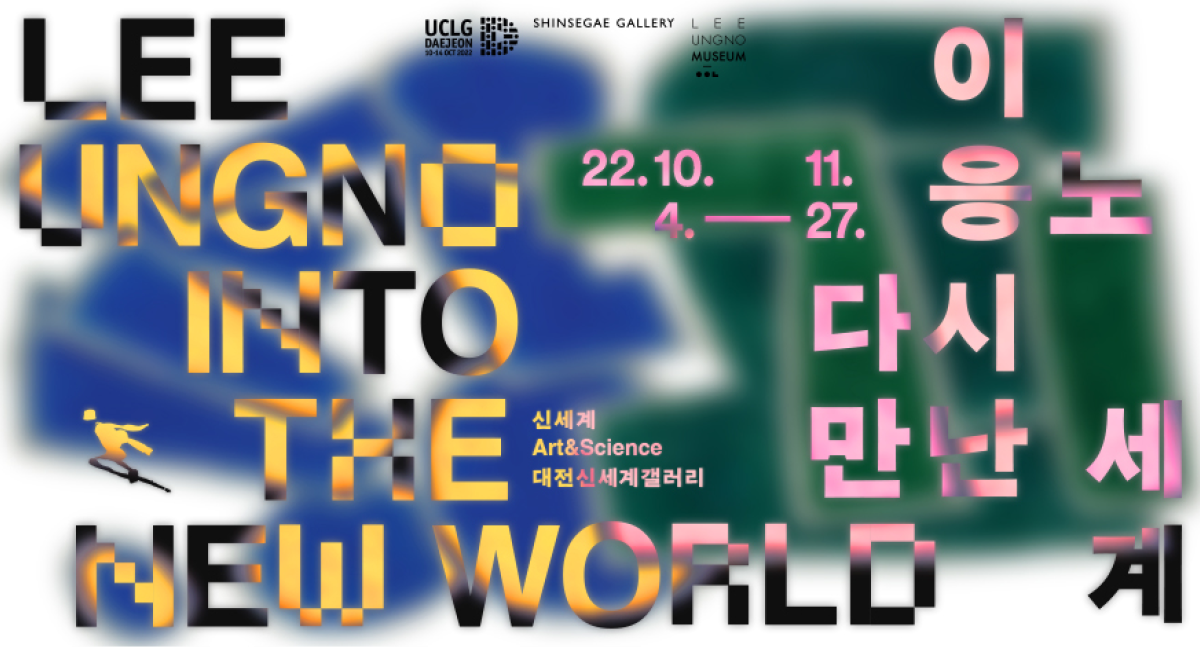 UCLG
DAEJEON
10-14 OCT 2022
SHINSEGAE GALLERY
LEE
UNGNO
MUSEUM
LEE
UNGNO
INTO
THE
NEW WORLD
22.10. 11.
4. — 27.
이
응노
다시
만난 세
계
신세계
Art&Science
대전신세계갤러리